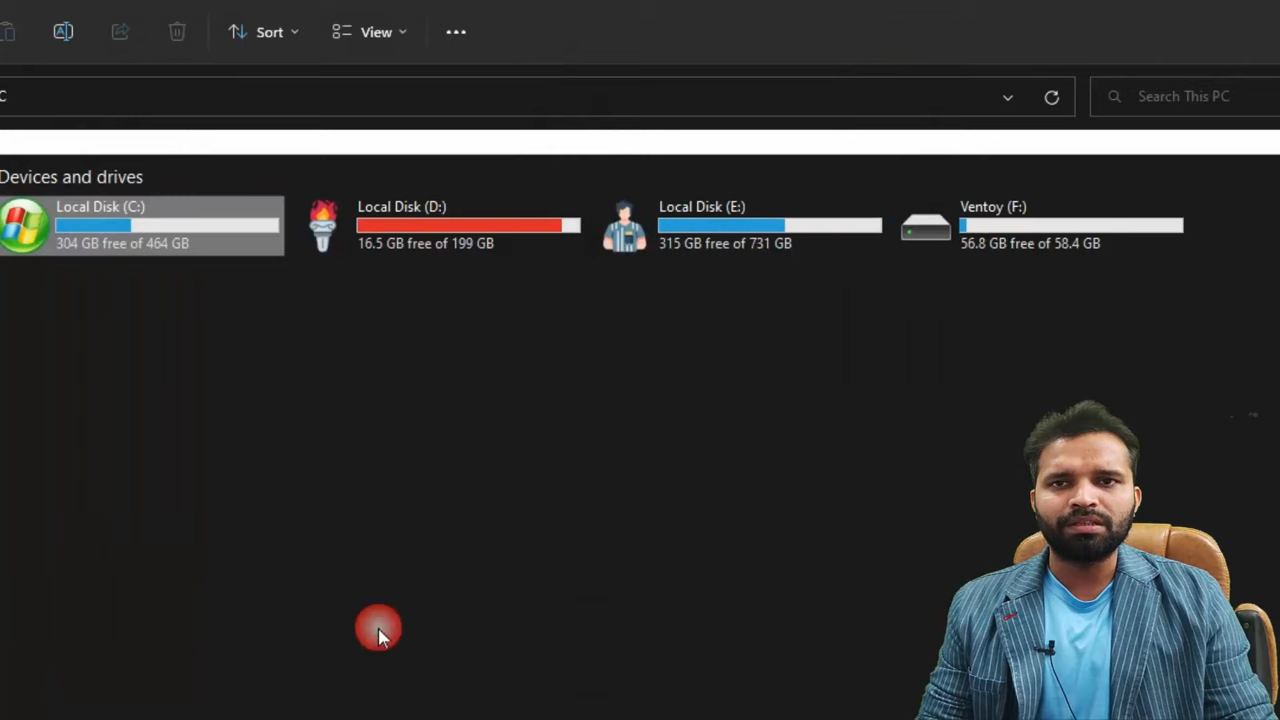 Sort
View
C
Search This PC
Devices and drives
Local Disk (C:)
304 GB free of 464 GB
Local Disk (D:)
16.5 GB free of 199 GB
Local Disk (E:)
315 GB free of 731 GB
Ventoy (F:)
56.8 GB free of 58.4 GB